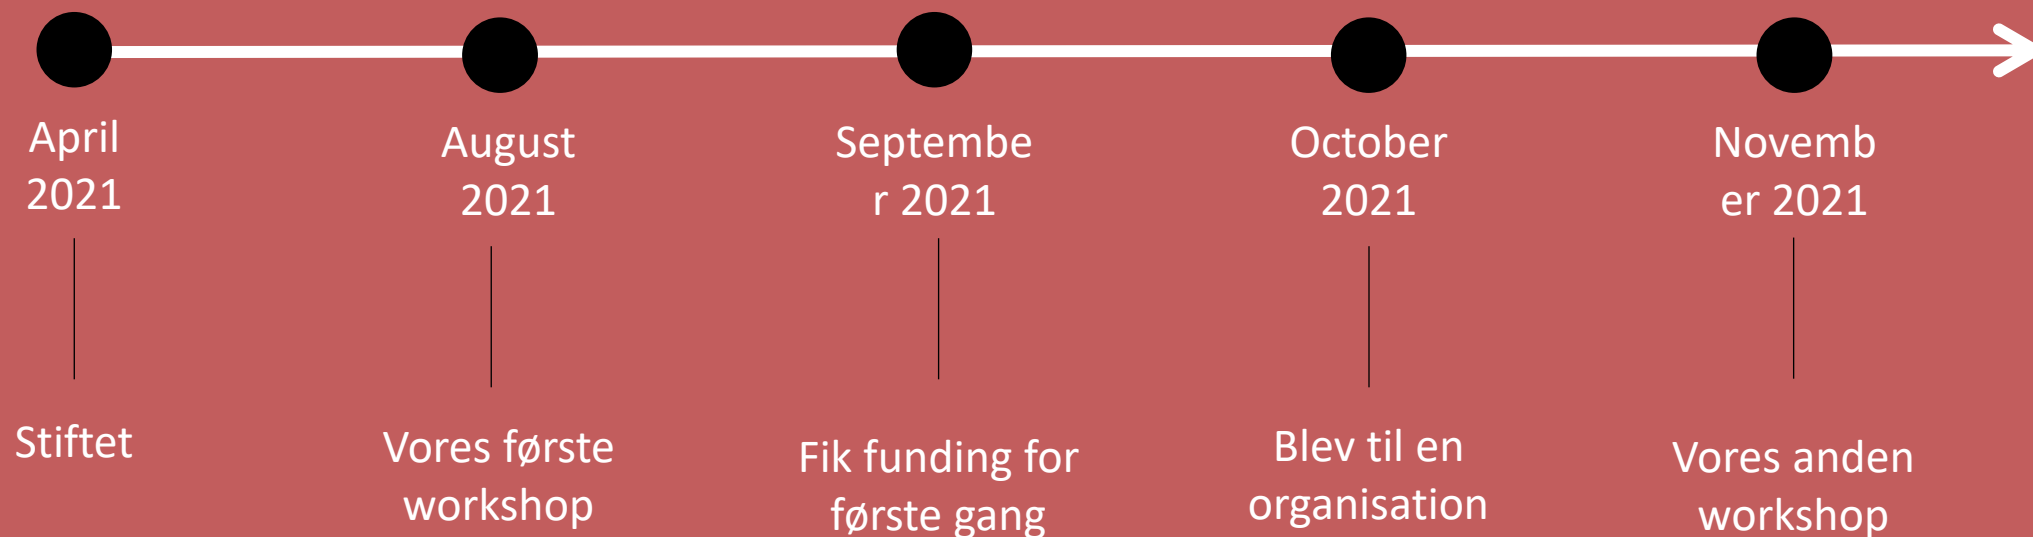 April
2021
August
2021
Septembe
r 2021
October
2021
Novemb
er 2021
Stiftet
Vores første
workshop
Fik funding for
første gang
Blev til en
organisation
Vores anden
workshop